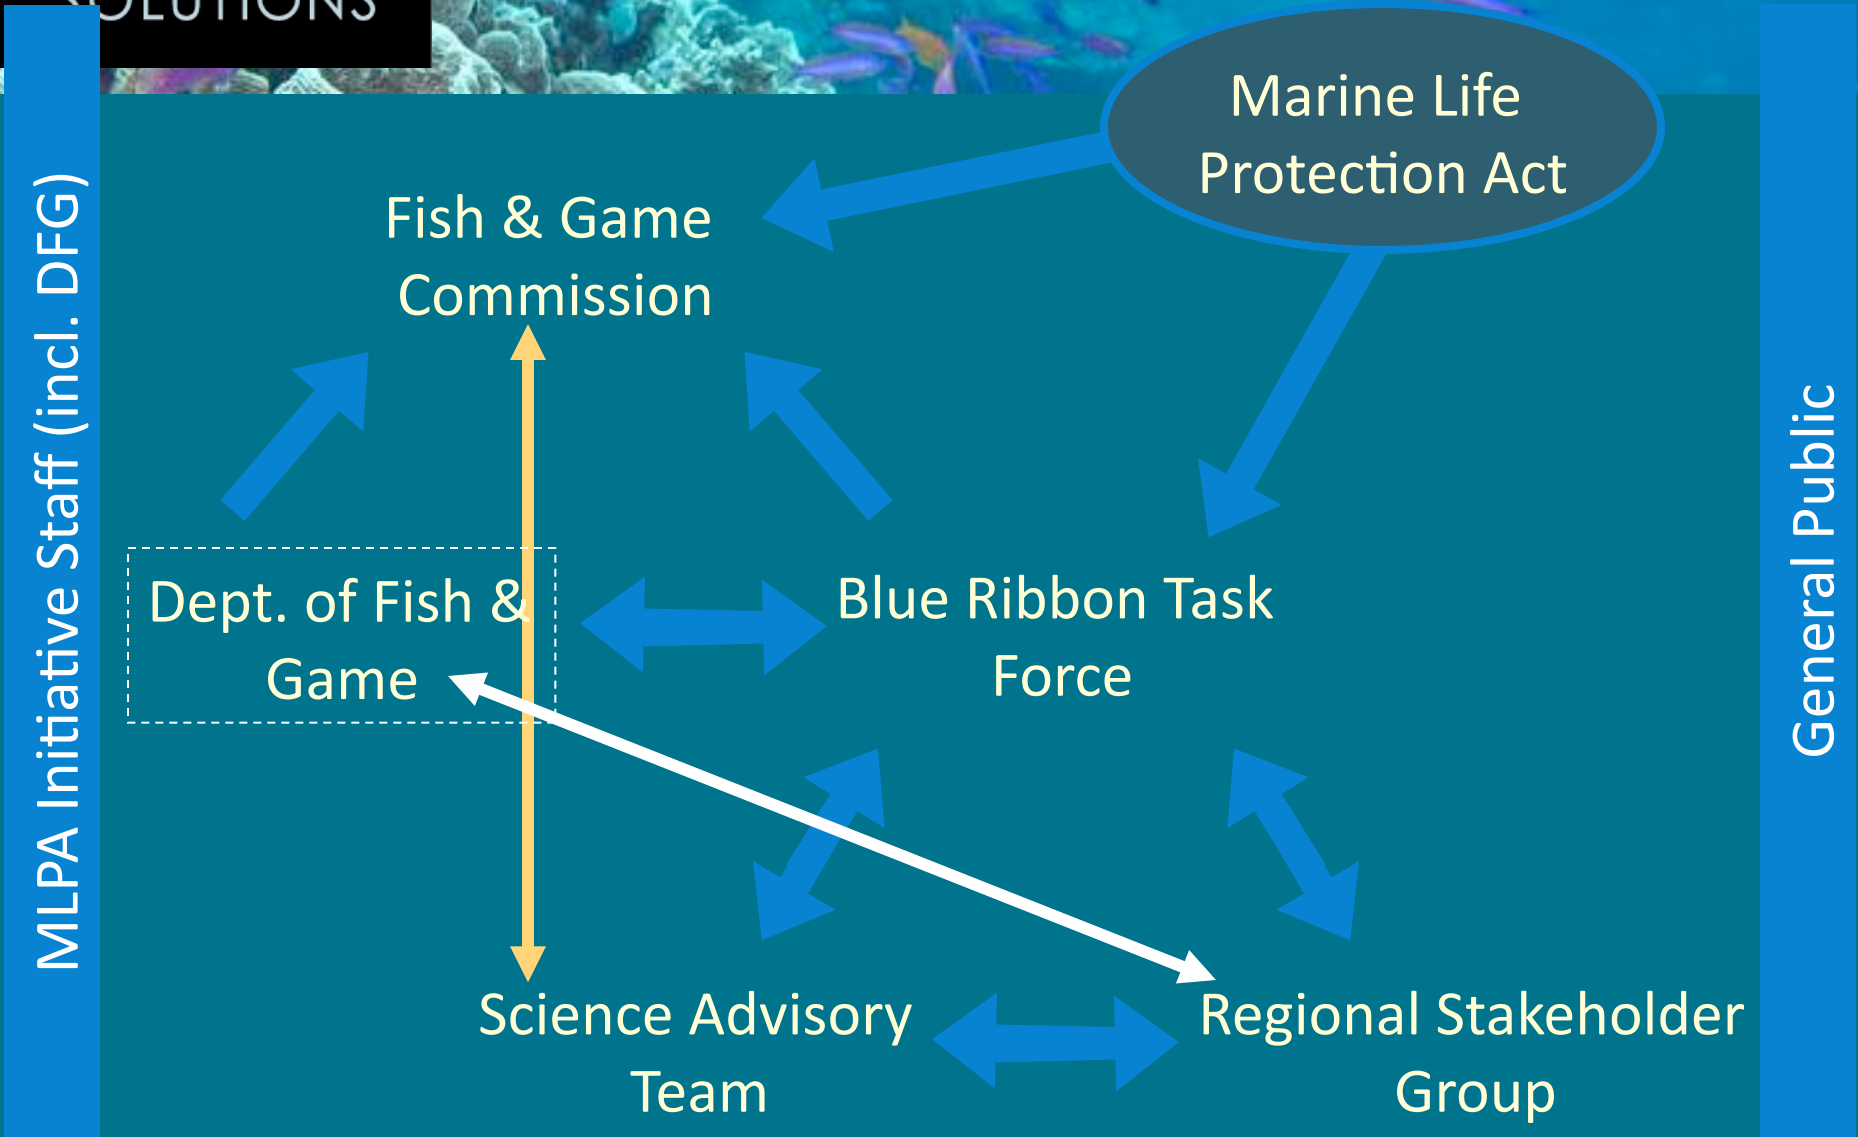 SOLUTIONS
Marine Life
Protection Act
Fish & Game
Commission
MLPA Initiative Staff (incl. DFG)
General Public
Dept. of Fish &
Game
Blue Ribbon Task
Force
Science Advisory
Team
Regional Stakeholder
Group